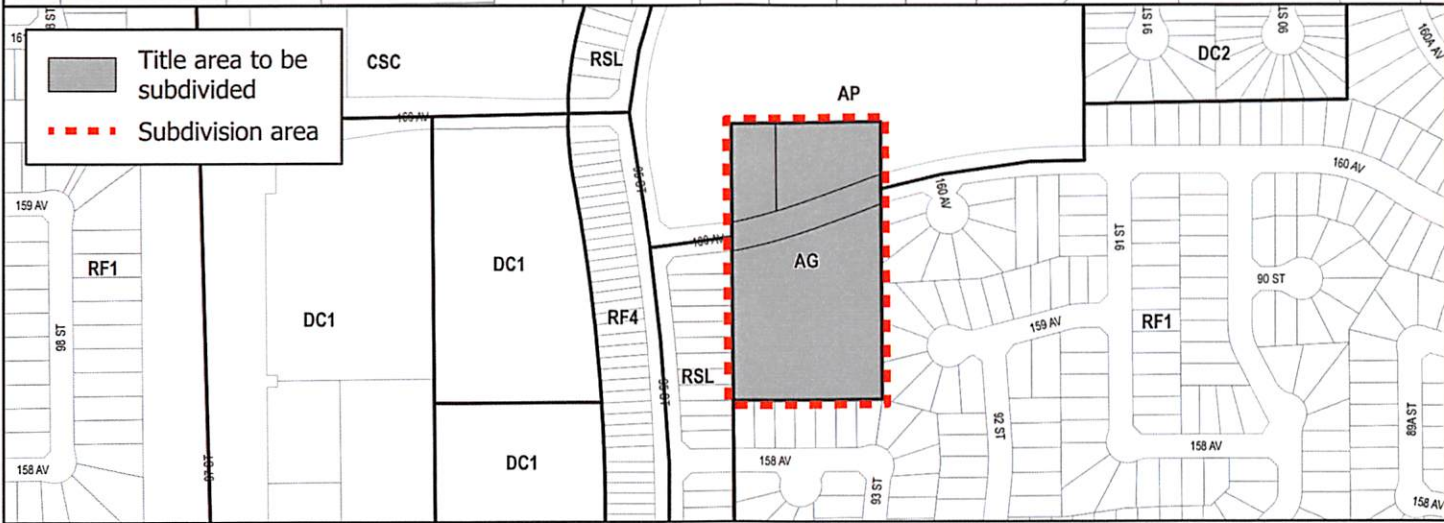 Title area to be
subdivided
Subdivision area
CSC
RSL
91 ST
90 ST
DC2
160A AV
AP
159 AV
RF1
98 ST
158 AV
97 ST
DC1
DC1
DC1
RF4
RSL
AG
160 AV
160 AV
91 ST
90 ST
159 AV
RF1
92 ST
158 AV
93 ST
158 AV
89A ST
158 AV